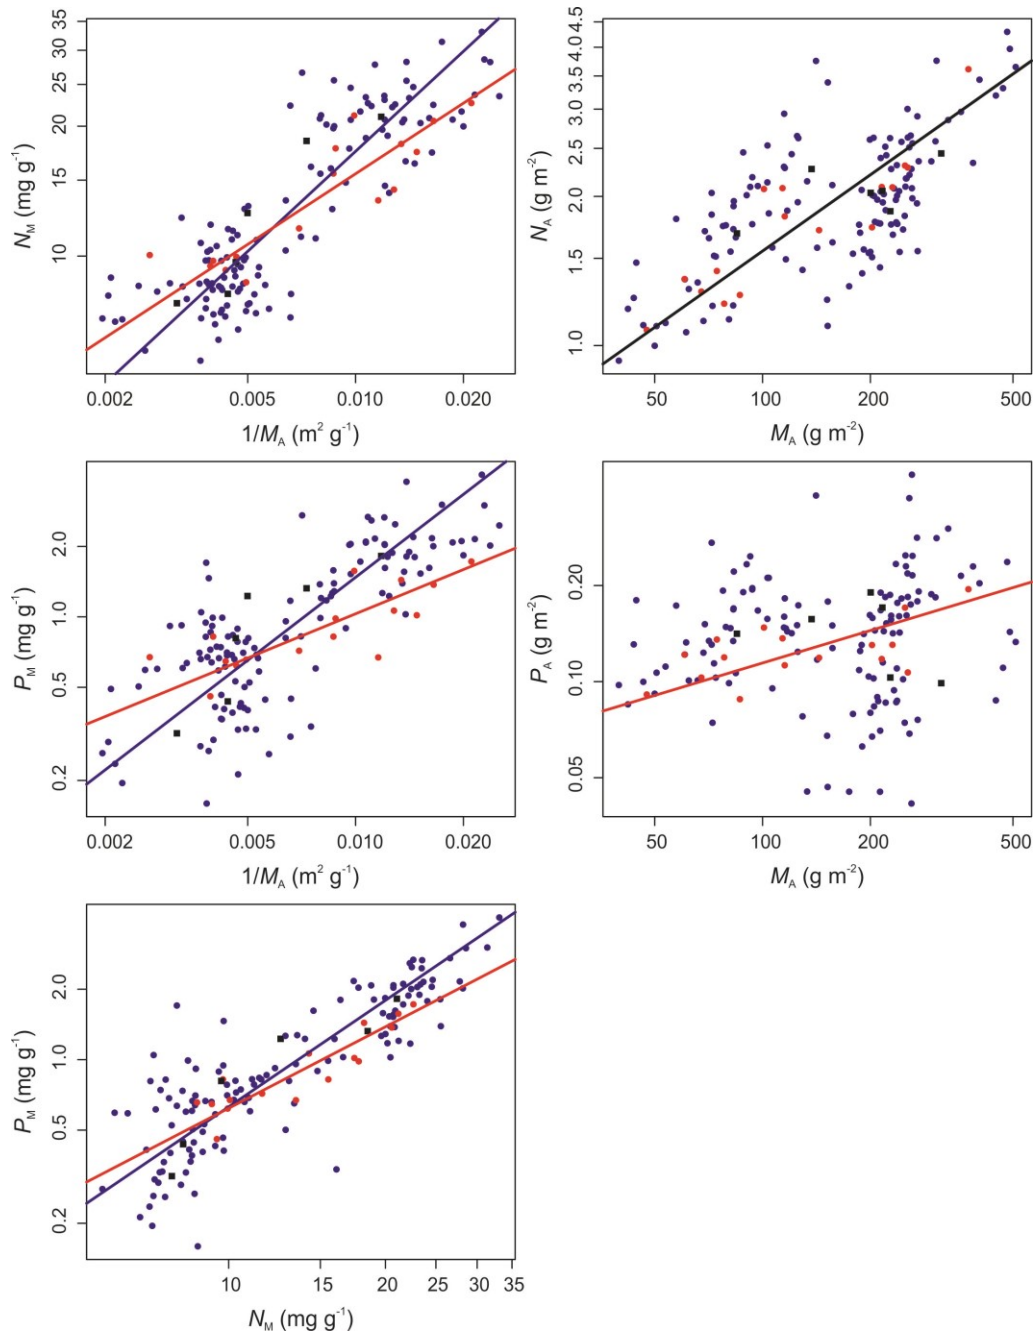 35
30
25
20
15
10
N_M (mg g⁻¹)
0.002 0.005 0.010 0.020
1/M_A (m² g⁻¹)
4.5
4.0
3.5
3.0
2.5
2.0
1.5
1.0
N_A (g m⁻²)
50 100 200 500
M_A (g m⁻²)
2.0
1.0
0.5
0.2
P_M (mg g⁻¹)
0.002 0.005 0.010 0.020
1/M_A (m² g⁻¹)
0.20
0.10
0.05
P_A (g m⁻²)
50 100 200 500
M_A (g m⁻²)
2.0
1.0
0.5
0.2
P_M (mg g⁻¹)
10 15 20 25 30 35
N_M (mg g⁻¹)